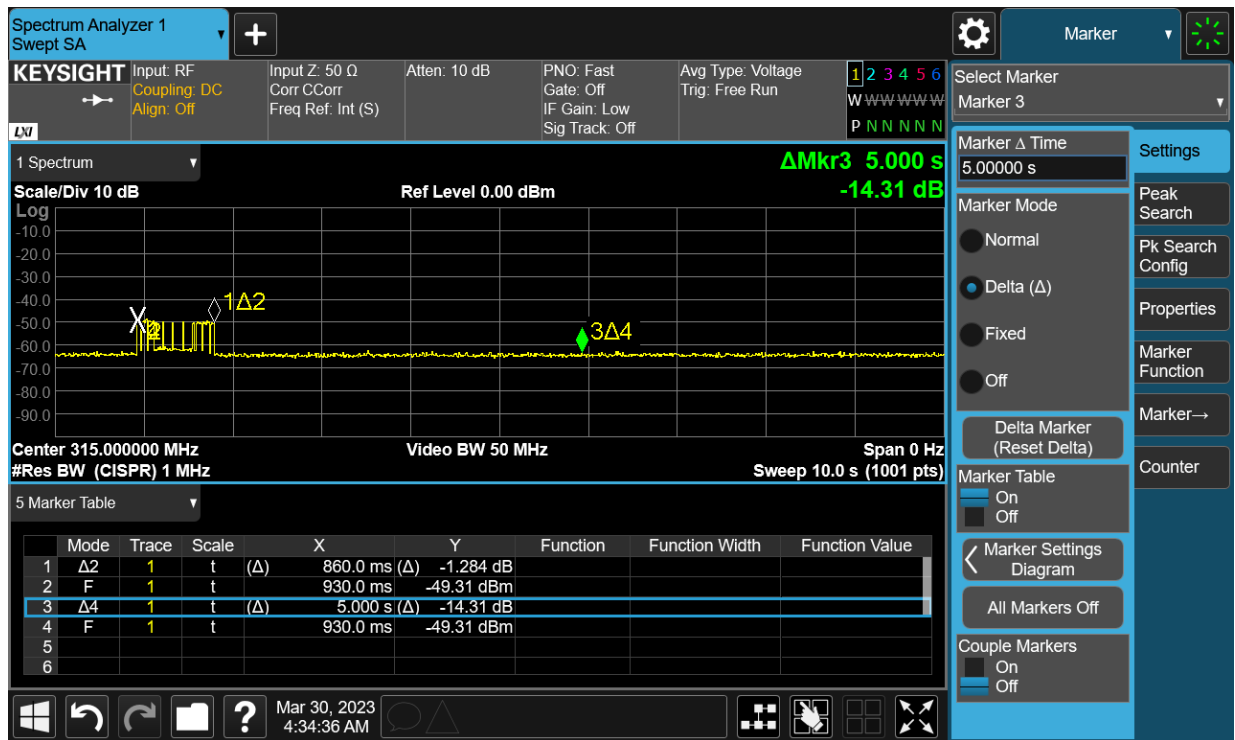 Spectrum Analyzer 1
Swept SA
Marker
KEYSIGHT
LXI
Input: RF
Coupling: DC
Align: Off
Input Z: 50 Ω
Corr CCorr
Freq Ref: Int (S)
Atten: 10 dB
PNO: Fast
Gate: Off
IF Gain: Low
Sig Track: Off
Avg Type: Voltage
Trig: Free Run
1 2 3 4 5 6
W W W W W W
P N N N N N
1 Spectrum
ΔMkr3 5.000 s
-14.31 dB
Scale/Div 10 dB
Ref Level 0.00 dBm
Log
-10.0
-20.0
-30.0
-40.0
-50.0
-60.0
-70.0
-80.0
-90.0
1Δ2
3Δ4
Center 315.000000 MHz
Video BW 50 MHz
Span 0 Hz
#Res BW (CISPR) 1 MHz
Sweep 10.0 s (1001 pts)
5 Marker Table
Mode Trace Scale X Y Function Function Width Function Value
1 Δ2 1 t (Δ) 860.0 ms (Δ) -1.284 dB
2 F 1 t 930.0 ms -49.31 dBm
3 Δ4 1 t (Δ) 5.000 s (Δ) -14.31 dB
4 F 1 t 930.0 ms -49.31 dBm
5
6
Mar 30, 2023
4:34:36 AM
Select Marker
Marker 3
Marker Δ Time
5.00000 s
Marker Mode
Normal
Delta (Δ)
Fixed
Off
Delta Marker
(Reset Delta)
Marker Table
On
Off
Marker Settings
Diagram
All Markers Off
Couple Markers
On
Off
Settings
Peak
Search
Pk Search
Config
Properties
Marker
Function
Marker→
Counter